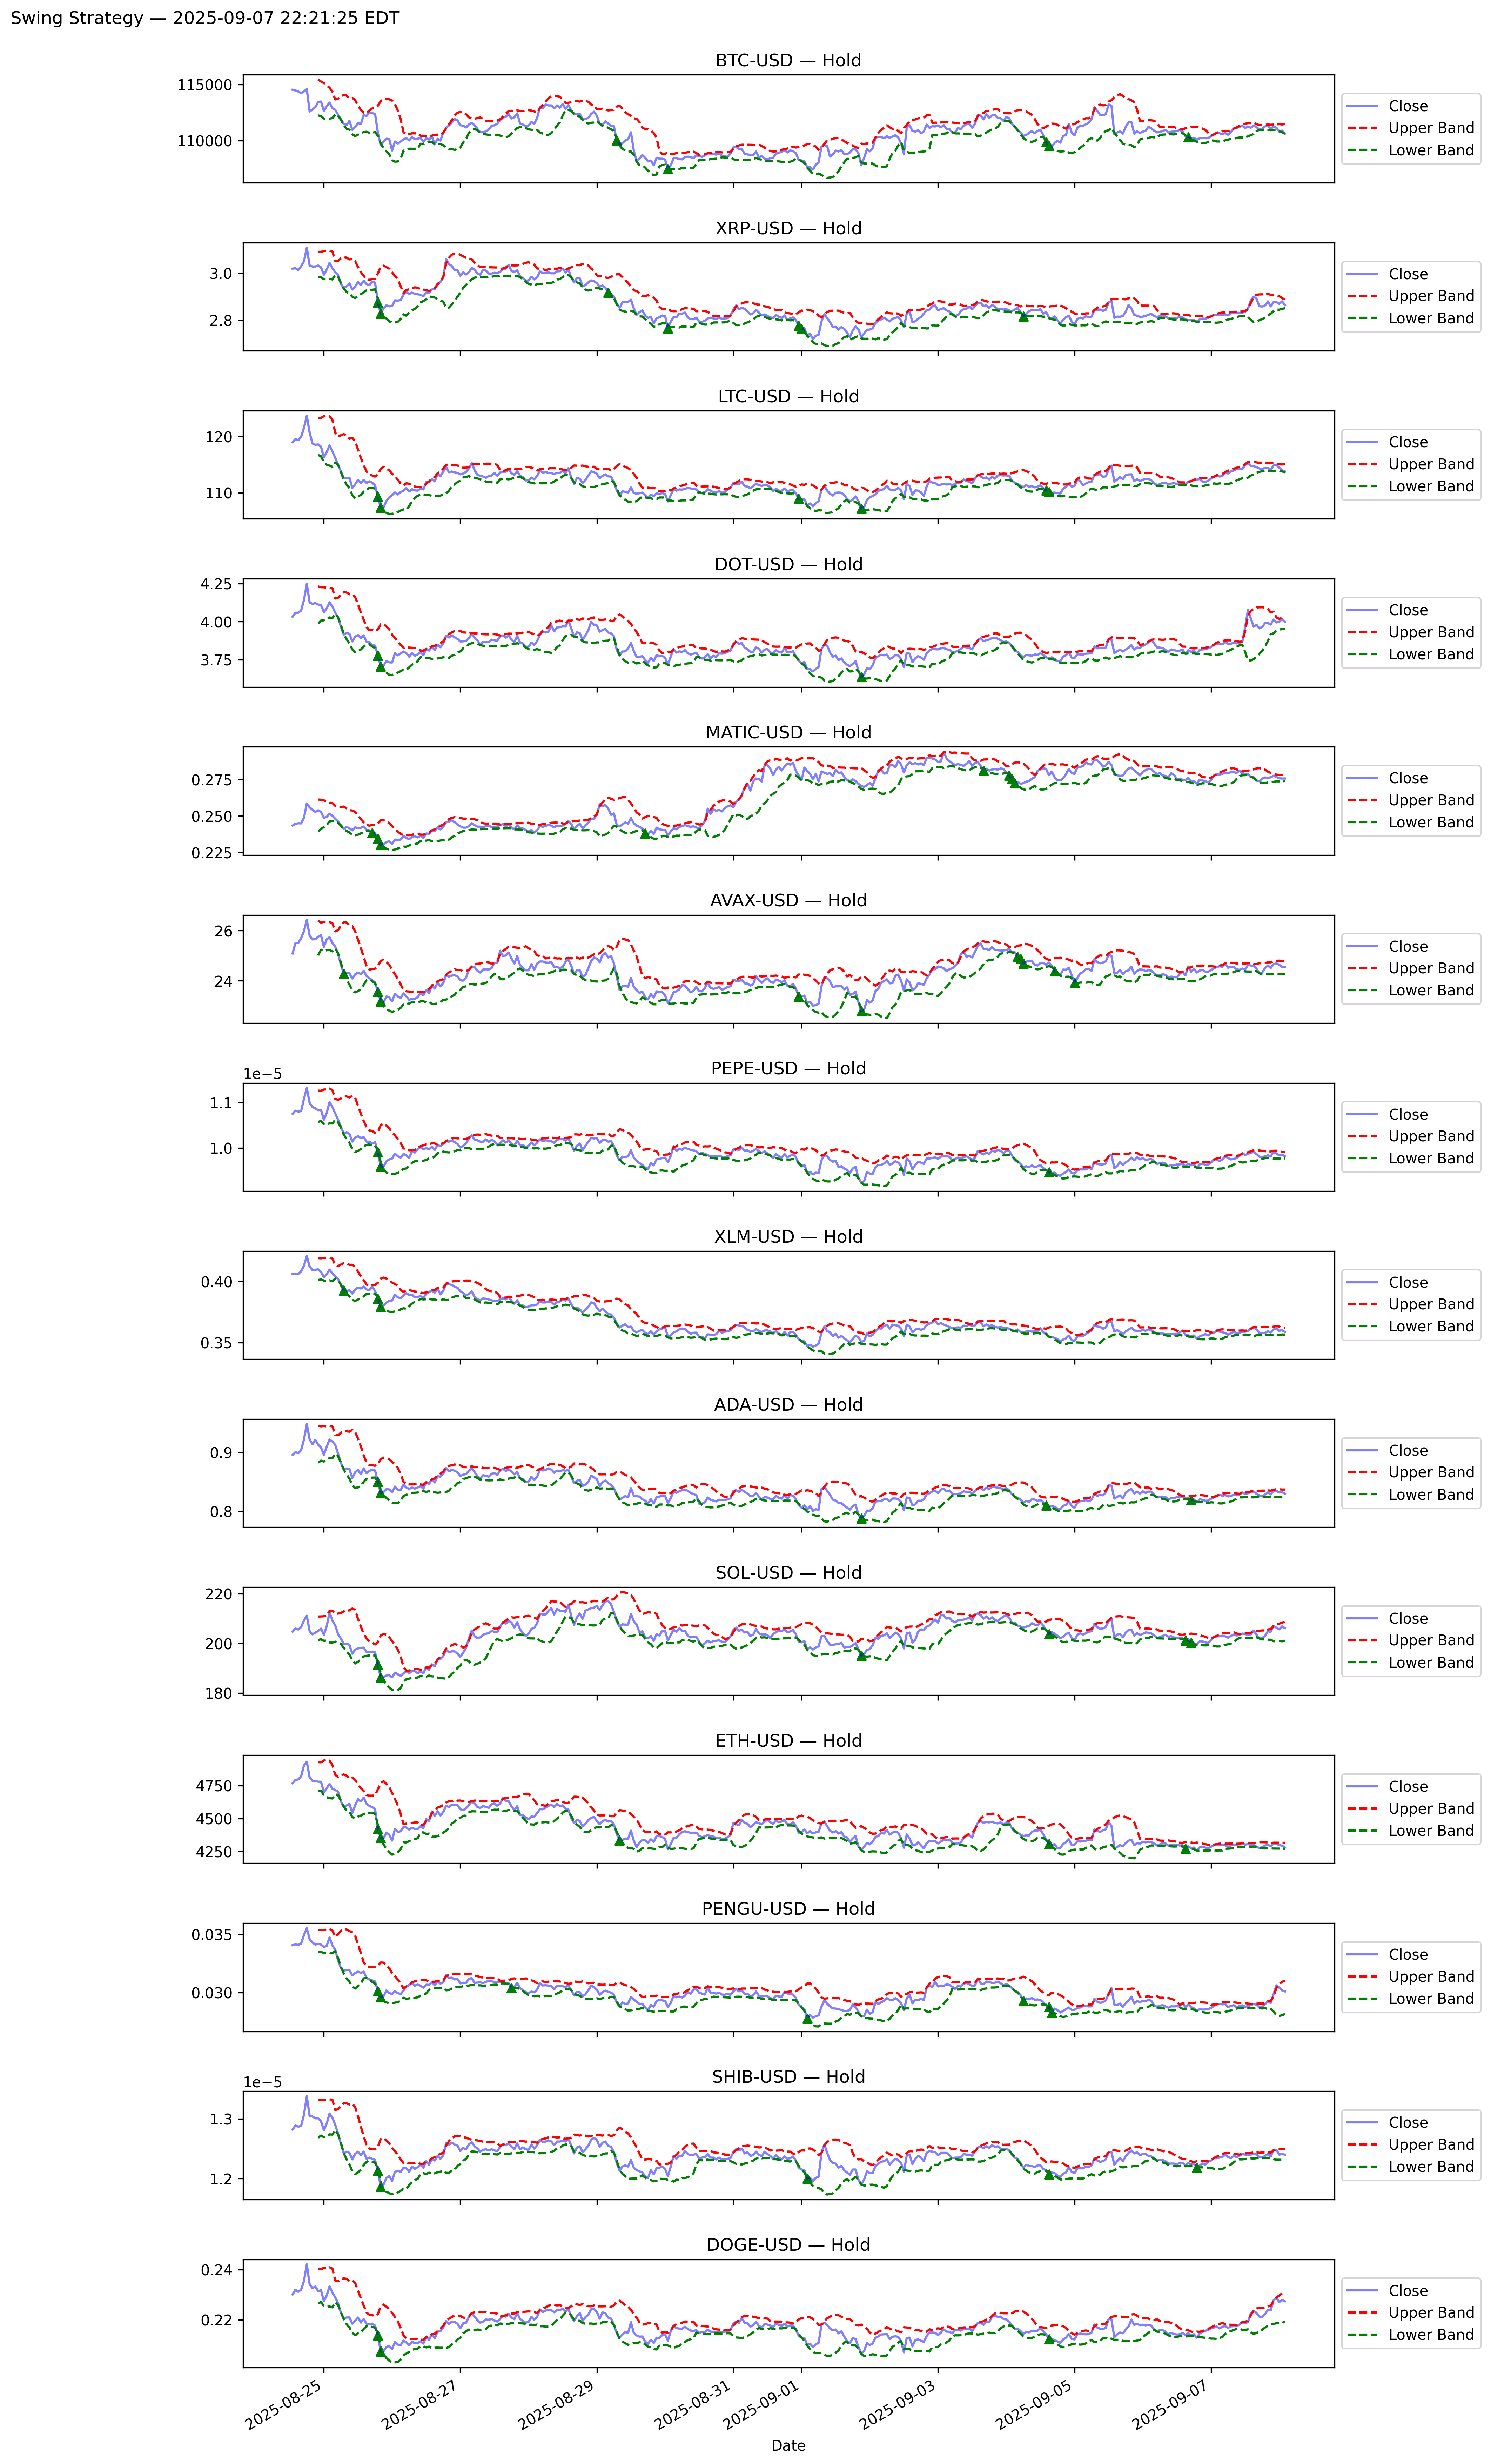 Swing Strategy — 2025-09-07 22:21:25 EDT
BTC-USD — Hold
115000
110000
Close
Upper Band
Lower Band
XRP-USD — Hold
3.0
2.8
Close
Upper Band
Lower Band
LTC-USD — Hold
120
110
Close
Upper Band
Lower Band
DOT-USD — Hold
4.25
4.00
3.75
Close
Upper Band
Lower Band
MATIC-USD — Hold
0.275
0.250
0.225
Close
Upper Band
Lower Band
AVAX-USD — Hold
26
24
Close
Upper Band
Lower Band
PEPE-USD — Hold
1e−5
1.1
1.0
Close
Upper Band
Lower Band
XLM-USD — Hold
0.40
0.35
Close
Upper Band
Lower Band
ADA-USD — Hold
0.9
0.8
Close
Upper Band
Lower Band
SOL-USD — Hold
220
200
180
Close
Upper Band
Lower Band
ETH-USD — Hold
4750
4500
4250
Close
Upper Band
Lower Band
PENGU-USD — Hold
0.035
0.030
Close
Upper Band
Lower Band
SHIB-USD — Hold
1e−5
1.3
1.2
Close
Upper Band
Lower Band
DOGE-USD — Hold
0.24
0.22
Close
Upper Band
Lower Band
2025-08-25
2025-08-27
2025-08-29
2025-08-31
2025-09-01
2025-09-03
2025-09-05
2025-09-07
Date